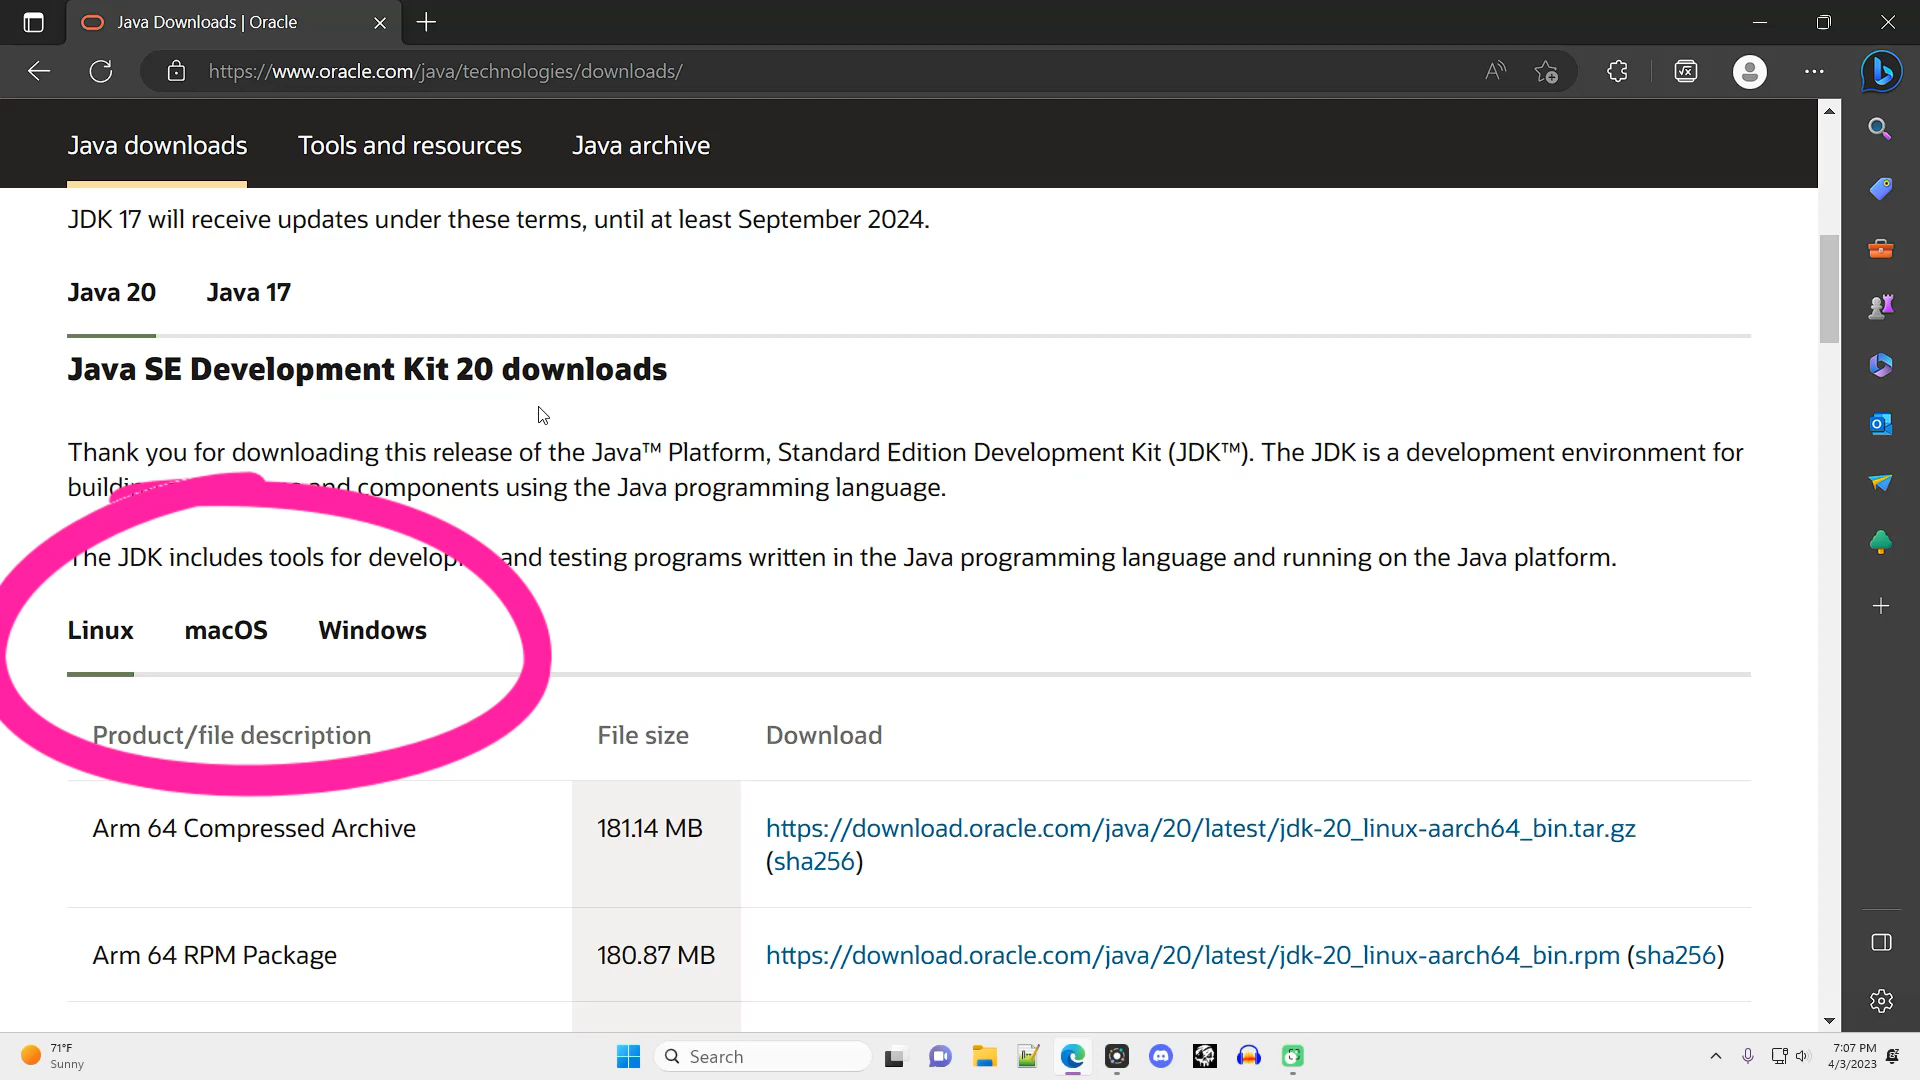 Java Downloads | Oracle
https://www.oracle.com/java/technologies/downloads/
Java downloads
Tools and resources
Java archive
JDK 17 will receive updates under these terms, until at least September 2024.
Java 20
Java 17
Java SE Development Kit 20 downloads
Thank you for downloading this release of the Java™ Platform, Standard Edition Development Kit (JDK™). The JDK is a development environment for
and components using the Java programming language.
The JDK includes tools for and testing programs written in the Java programming language and running on the Java platform.
Linux
macOS
Windows
Product/file description
File size
Download
Arm 64 Compressed Archive
181.14 MB
https://download.oracle.com/java/20/latest/jdk-20_linux-aarch64_bin.tar.gz
(sha256)
Arm 64 RPM Package
180.87 MB
https://download.oracle.com/java/20/latest/jdk-20_linux-aarch64_bin.rpm (sha256)
71°F
Sunny
Search
7:07 PM
4/3/2023